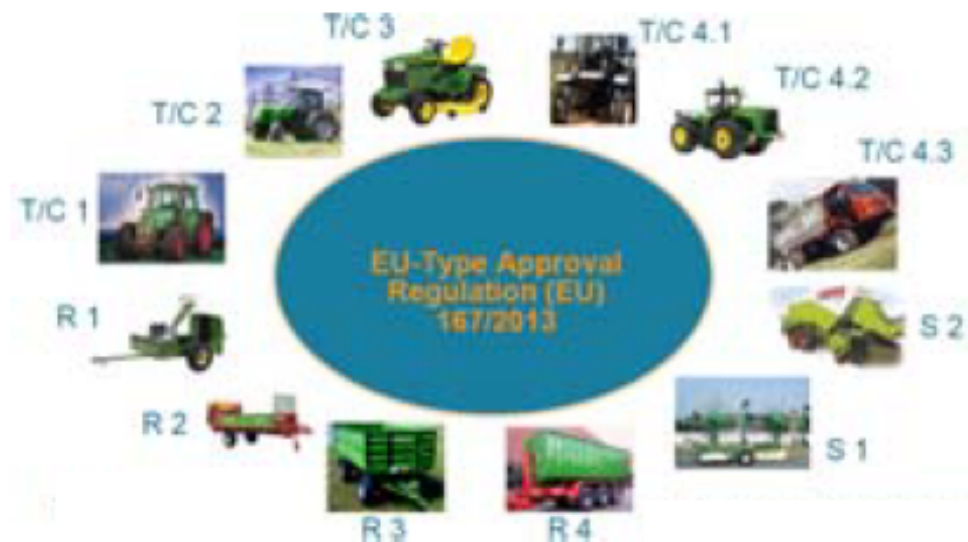 T/C 3
T/C 4.1
T/C 4.2
T/C 2
T/C 4.3
T/C 1
EU-Type Approval
Regulation (EU)
167/2013
R 1
S 2
R 2
S 1
R 3
R 4